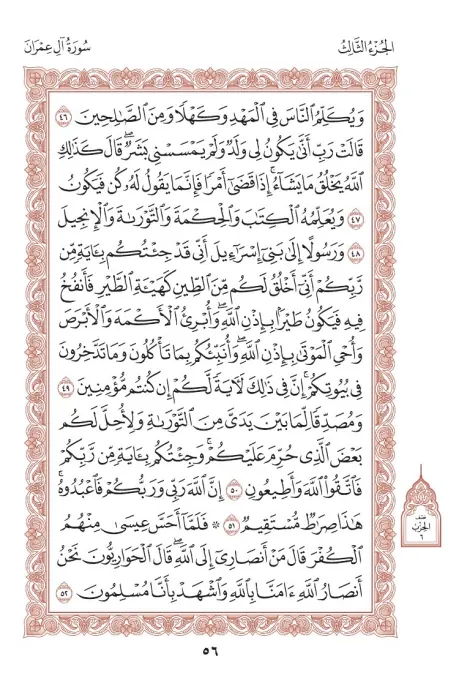 الجزء الثالث
سورة آل عمران
وَيُكَلِّمُ ٱلنَّاسَ فِي ٱلْمَهْدِ وَكَهْلًا وَمِنَ ٱلصَّٰلِحِينَ ٤٦
قَالَتْ رَبِّ أَنَّىٰ يَكُونُ لِي وَلَدٌ وَلَمْ يَمْسَسْنِي بَشَرٌۖ قَالَ كَذَٰلِكِ
ٱللَّهُ يَخْلُقُ مَا يَشَآءُۚ إِذَا قَضَىٰٓ أَمْرًا فَإِنَّمَا يَقُولُ لَهُۥ كُن فَيَكُونُ
٤٧ وَيُعَلِّمُهُ ٱلْكِتَٰبَ وَٱلْحِكْمَةَ وَٱلتَّوْرَىٰةَ وَٱلْإِنجِيلَ
٤٨ وَرَسُولًا إِلَىٰ بَنِيٓ إِسْرَٰٓءِيلَ أَنِّي قَدْ جِئْتُكُم بِـَٔايَةٍ مِّن
رَّبِّكُمْ أَنِّيٓ أَخْلُقُ لَكُم مِّنَ ٱلطِّينِ كَهَيْـَٔةِ ٱلطَّيْرِ فَأَنفُخُ
فِيهِ فَيَكُونُ طَيْرًۢا بِإِذْنِ ٱللَّهِۖ وَأُبْرِئُ ٱلْأَكْمَهَ وَٱلْأَبْرَصَ
وَأُحْيِ ٱلْمَوْتَىٰ بِإِذْنِ ٱللَّهِۖ وَأُنَبِّئُكُم بِمَا تَأْكُلُونَ وَمَا تَدَّخِرُونَ
فِي بُيُوتِكُمْۚ إِنَّ فِي ذَٰلِكَ لَـَٔايَةً لَّكُمْ إِن كُنتُم مُّؤْمِنِينَ ٤٩
وَمُصَدِّقًا لِّمَا بَيْنَ يَدَيَّ مِنَ ٱلتَّوْرَىٰةِ وَلِأُحِلَّ لَكُم
بَعْضَ ٱلَّذِي حُرِّمَ عَلَيْكُمْۚ وَجِئْتُكُم بِـَٔايَةٍ مِّن رَّبِّكُمْ
فَٱتَّقُوا۟ ٱللَّهَ وَأَطِيعُونِ ٥٠ إِنَّ ٱللَّهَ رَبِّي وَرَبُّكُمْ فَٱعْبُدُوهُۚ
هَٰذَا صِرَٰطٌ مُّسْتَقِيمٌ ٥١ ۞ فَلَمَّآ أَحَسَّ عِيسَىٰ مِنْهُمُ
ٱلْكُفْرَ قَالَ مَنْ أَنصَارِيٓ إِلَى ٱللَّهِۖ قَالَ ٱلْحَوَارِيُّونَ نَحْنُ
أَنصَارُ ٱللَّهِ ءَامَنَّا بِٱللَّهِ وَٱشْهَدْ بِأَنَّا مُسْلِمُونَ ٥٢
نصف
الحزب
٦
٥٦